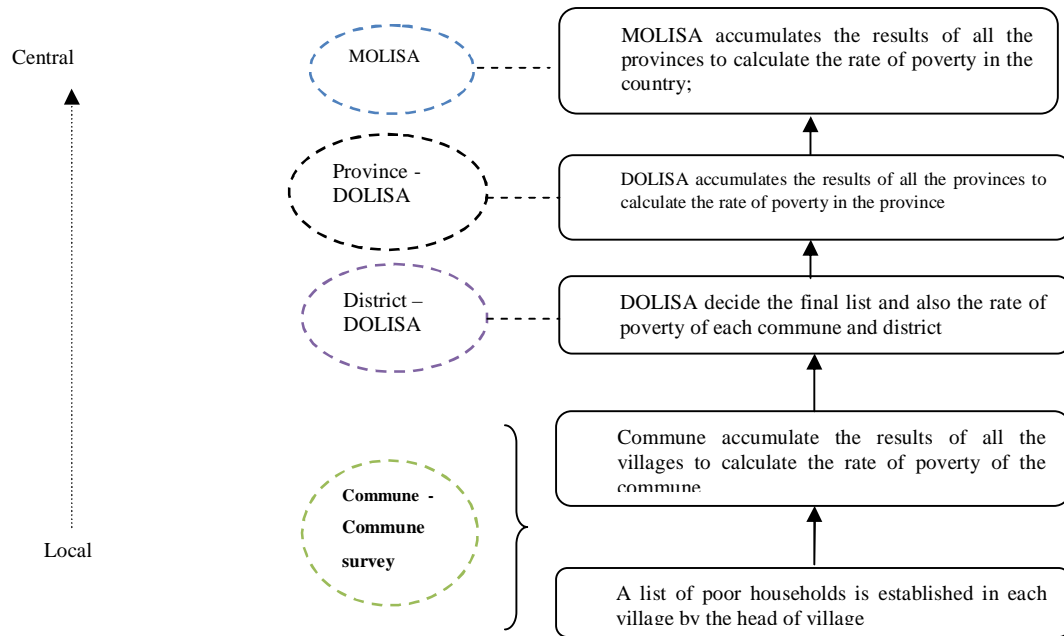 Central
MOLISA
MOLISA accumulates the results of all the
provinces to calculate the rate of poverty in the
country;
Province -
DOLISA
DOLISA accumulates the results of all the provinces to
calculate the rate of poverty in the province
District –
DOLISA
DOLISA decide the final list and also the rate of
poverty of each commune and district
Commune accumulate the results of all the
villages to calculate the rate of poverty of the
commune
Commune -
Commune
survey
Local
A list of poor households is established in each
village by the head of village